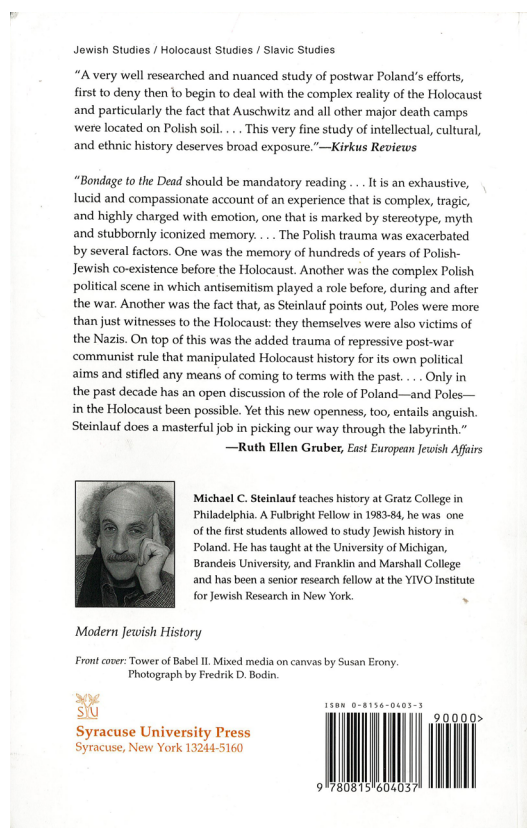 Jewish Studies / Holocaust Studies / Slavic Studies
"A very well researched and nuanced study of postwar Poland's efforts,
first to deny then to begin to deal with the complex reality of the Holocaust
and particularly the fact that Auschwitz and all other major death camps
were located on Polish soil. . . . This very fine study of intellectual, cultural,
and ethnic history deserves broad exposure."—Kirkus Reviews
"Bondage to the Dead should be mandatory reading . . . It is an exhaustive,
lucid and compassionate account of an experience that is complex, tragic,
and highly charged with emotion, one that is marked by stereotype, myth
and stubbornly iconized memory. . . . The Polish trauma was exacerbated
by several factors. One was the memory of hundreds of years of Polish-
Jewish co-existence before the Holocaust. Another was the complex Polish
political scene in which antisemitism played a role before, during and after
the war. Another was the fact that, as Steinlauf points out, Poles were more
than just witnesses to the Holocaust: they themselves were also victims of
the Nazis. On top of this was the added trauma of repressive post-war
communist rule that manipulated Holocaust history for its own political
aims and stifled any means of coming to terms with the past. . . . Only in
the past decade has an open discussion of the role of Poland—and Poles—
in the Holocaust been possible. Yet this new openness, too, entails anguish.
Steinlauf does a masterful job in picking our way through the labyrinth."
—Ruth Ellen Gruber, East European Jewish Affairs
Michael C. Steinlauf teaches history at Gratz College in
Philadelphia. A Fulbright Fellow in 1983-84, he was one
of the first students allowed to study Jewish history in
Poland. He has taught at the University of Michigan,
Brandeis University, and Franklin and Marshall College
and has been a senior research fellow at the YIVO Institute
for Jewish Research in New York.
Modern Jewish History
Front cover: Tower of Babel II. Mixed media on canvas by Susan Erony.
Photograph by Fredrik D. Bodin.
SU
Syracuse University Press
Syracuse, New York 13244-5160
ISBN 0-8156-0403-3
90000>
9 780815 604037